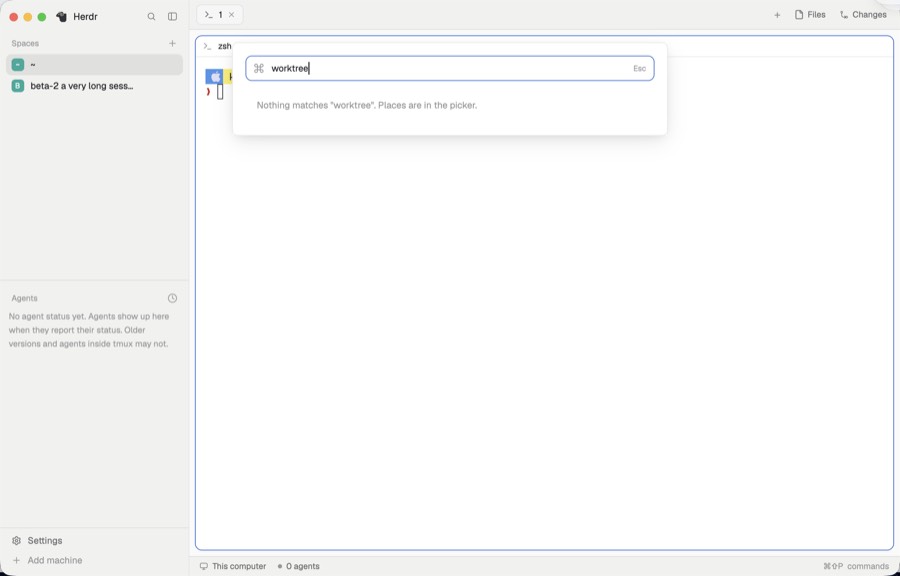 Herdr
1
Files
Changes
Spaces
~
B beta-2 a very long sess...
zsh
worktree
Esc
Nothing matches "worktree". Places are in the picker.
Agents
No agent status yet. Agents show up here
when they report their status. Older
versions and agents inside tmux may not.
Settings
Add machine
This computer
0 agents
⌘⇧P commands